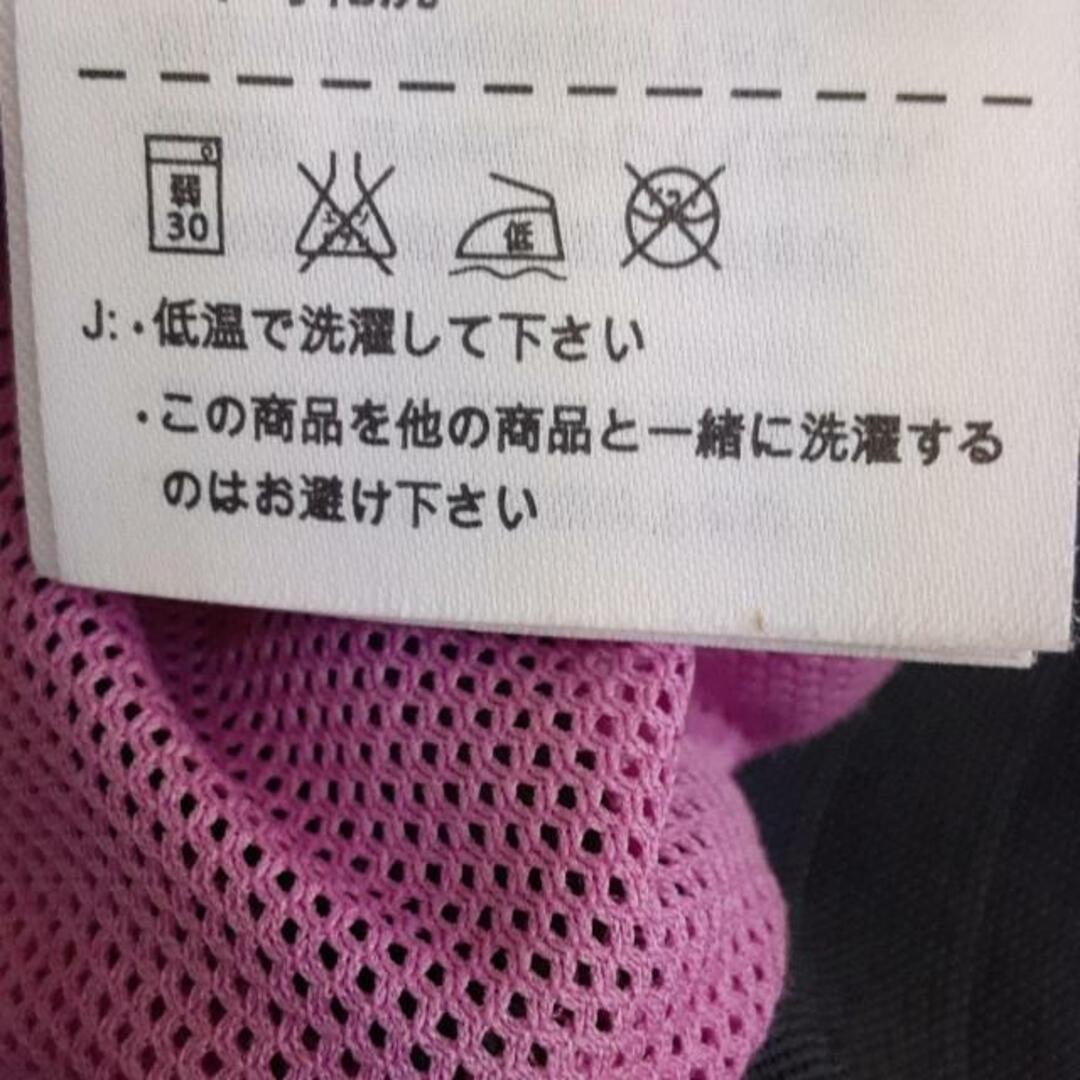 弱
30
低
J:・低温で洗濯して下さい
・この商品を他の商品と一緒に洗濯する
のはお避け下さい